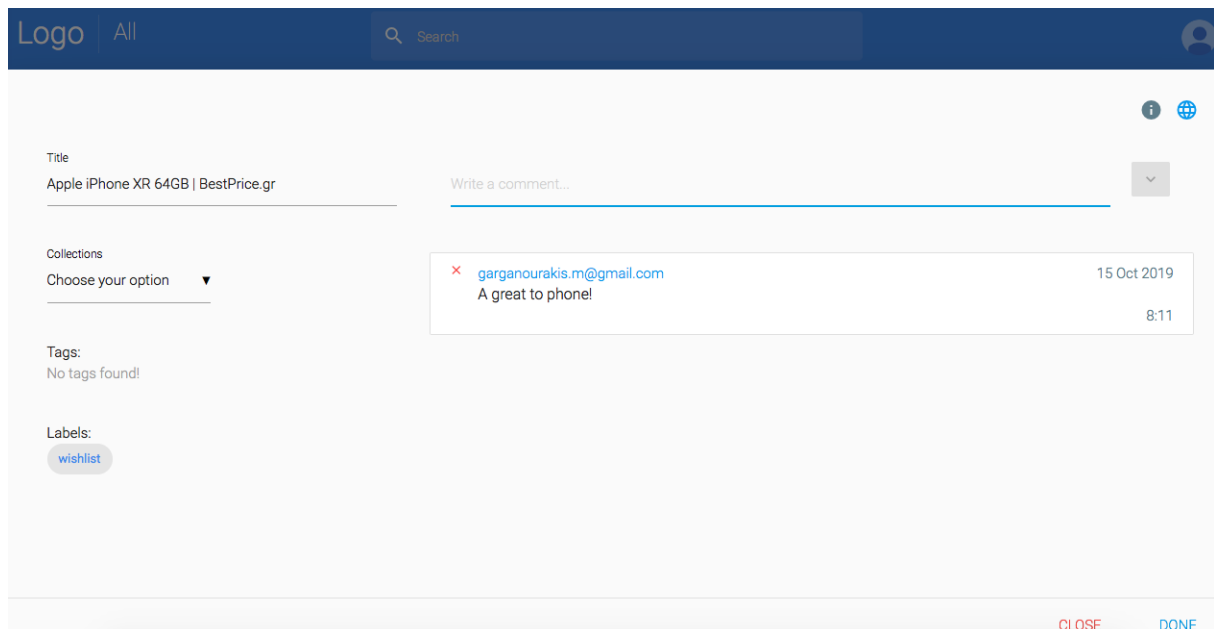 Logo
All
Search
Title
Apple iPhone XR 64GB | BestPrice.gr
Write a comment...
Collections
Choose your option
garganourakis.m@gmail.com
15 Oct 2019
A great to phone!
8:11
Tags:
No tags found!
Labels:
wishlist
CLOSE
DONE